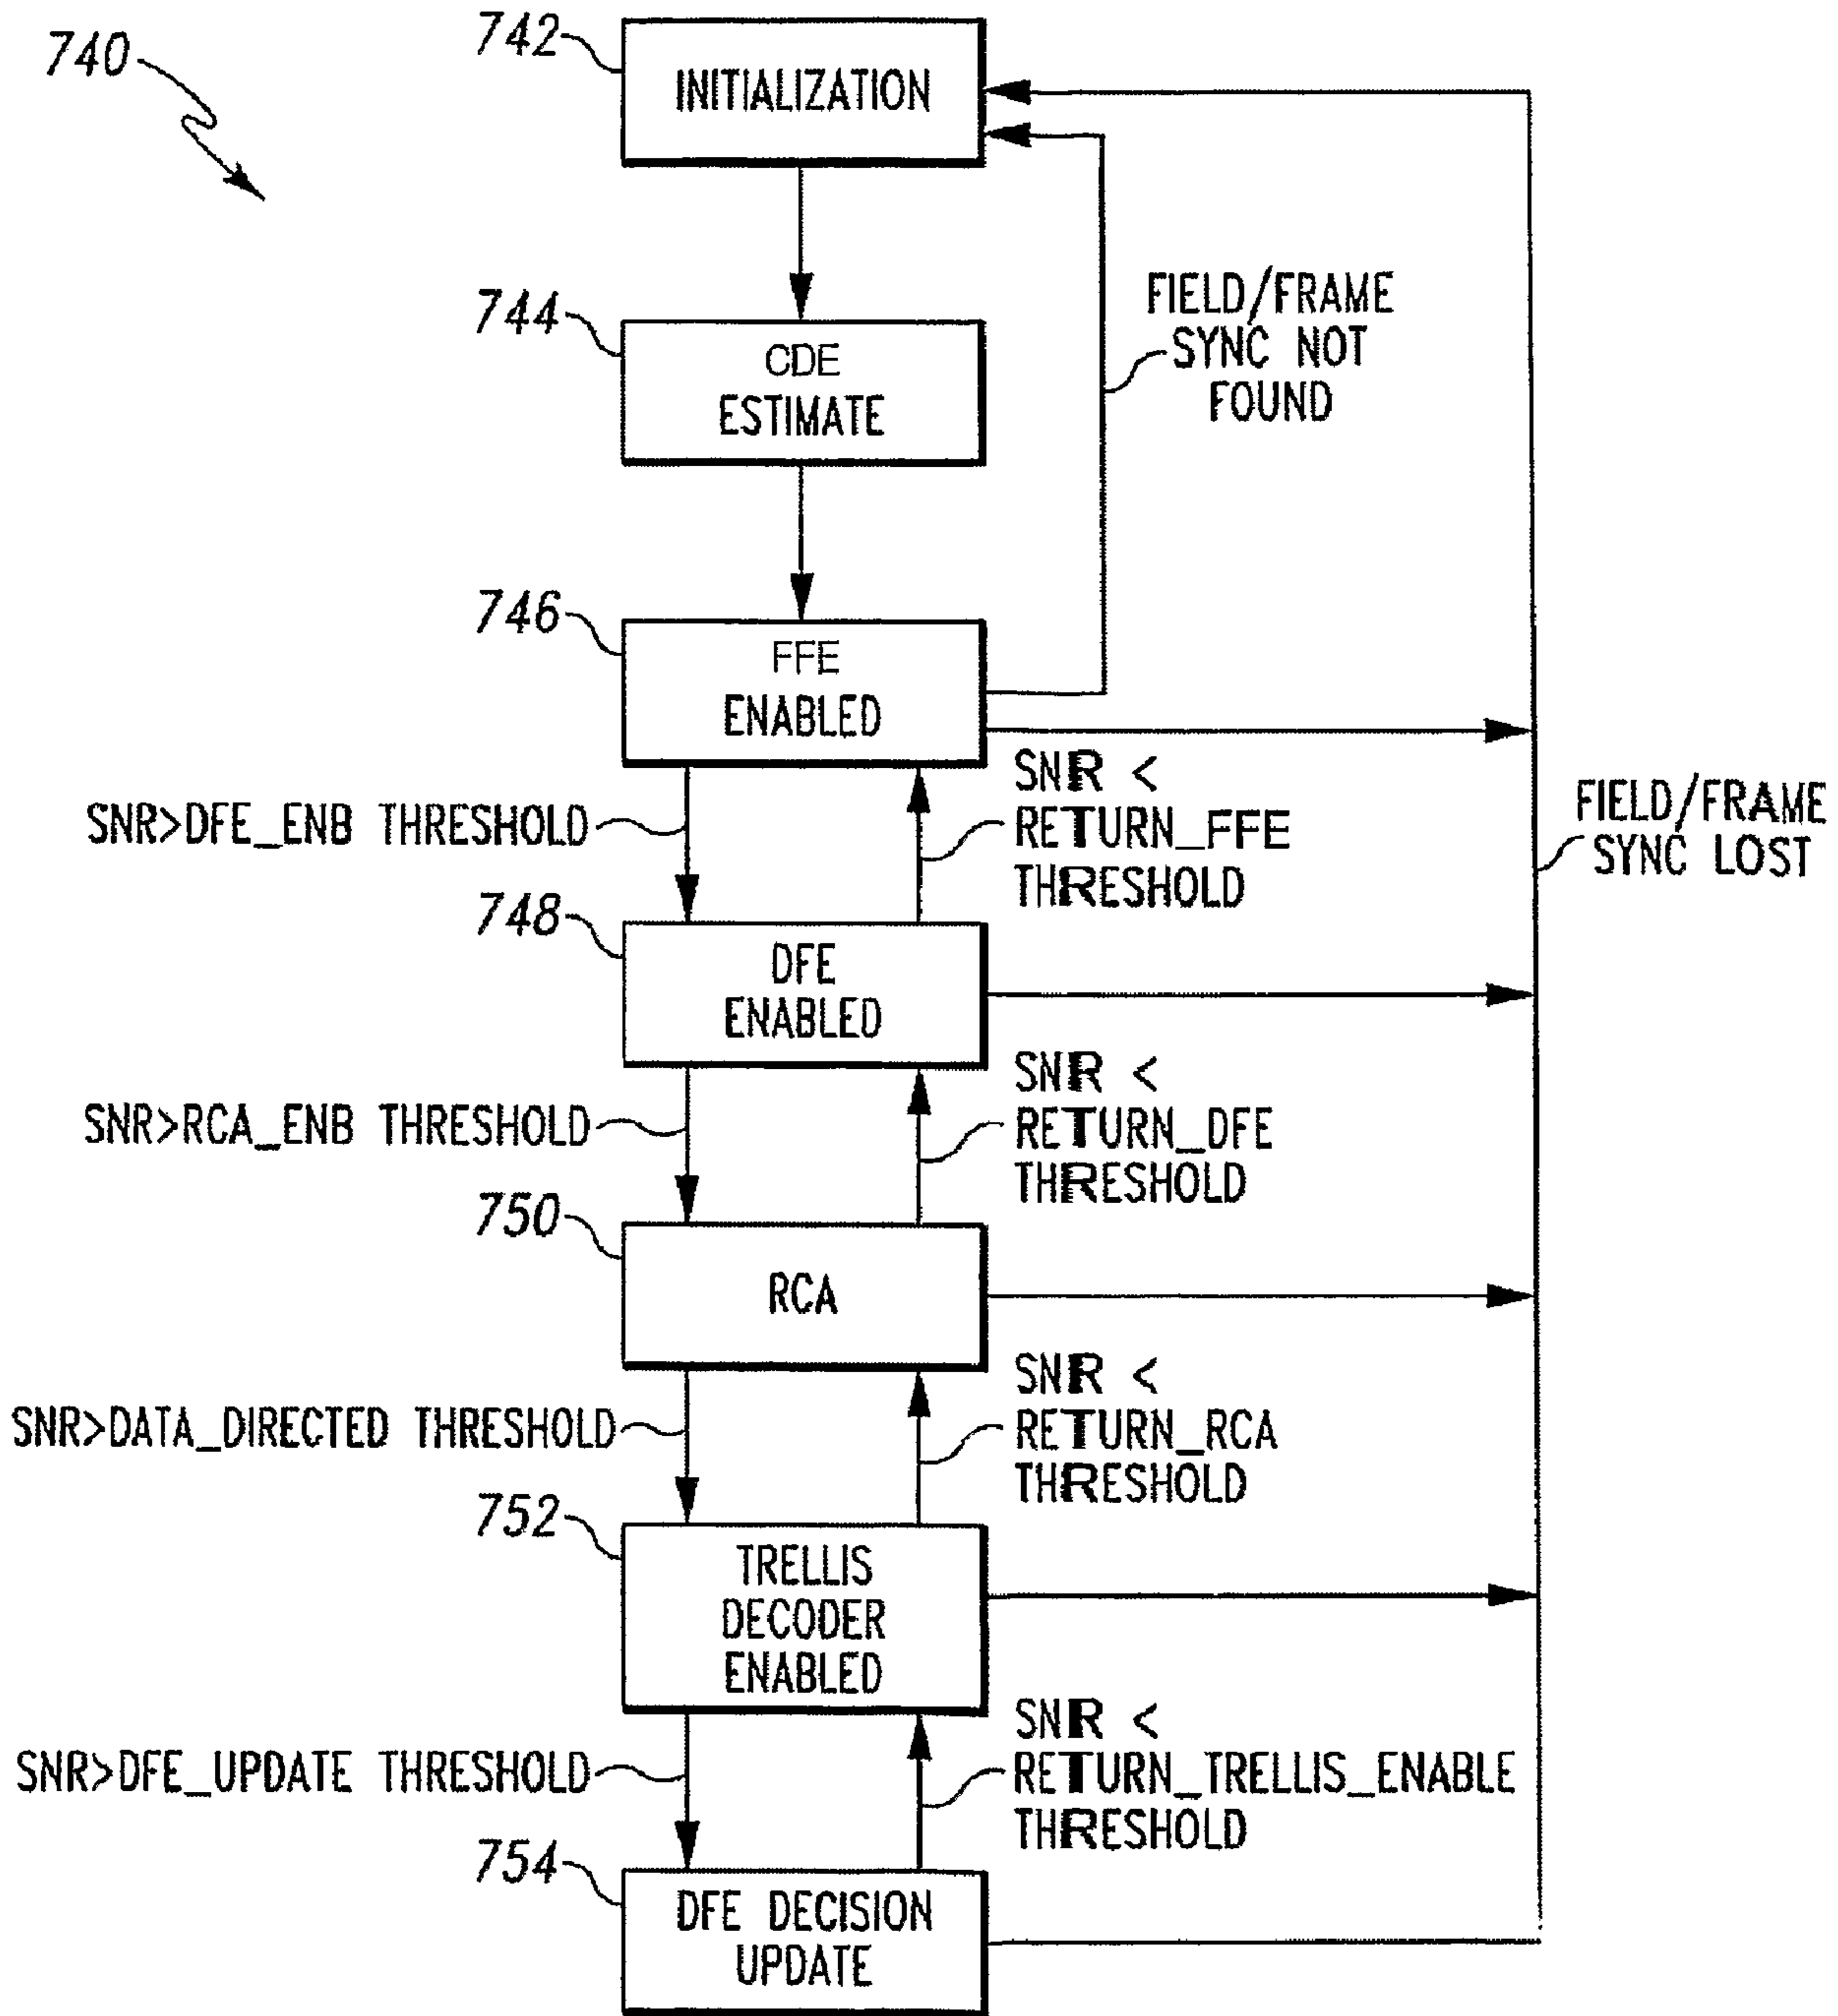 740
742
INITIALIZATION
744
CDE
ESTIMATE
FIELD/FRAME
SYNC NOT
FOUND
746
FFE
ENABLED
SNR>DFE_ENB THRESHOLD
SNR <
RETURN_FFE
THRESHOLD
FIELD/FRAME
SYNC LOST
748
DFE
ENABLED
SNR>RCA_ENB THRESHOLD
SNR <
RETURN_DFE
THRESHOLD
750
RCA
SNR>DATA_DIRECTED THRESHOLD
SNR <
RETURN_RCA
THRESHOLD
752
TRELLIS
DECODER
ENABLED
SNR>DFE_UPDATE THRESHOLD
SNR <
RETURN_TRELLIS_ENABLE
THRESHOLD
754
DFE DECISION
UPDATE